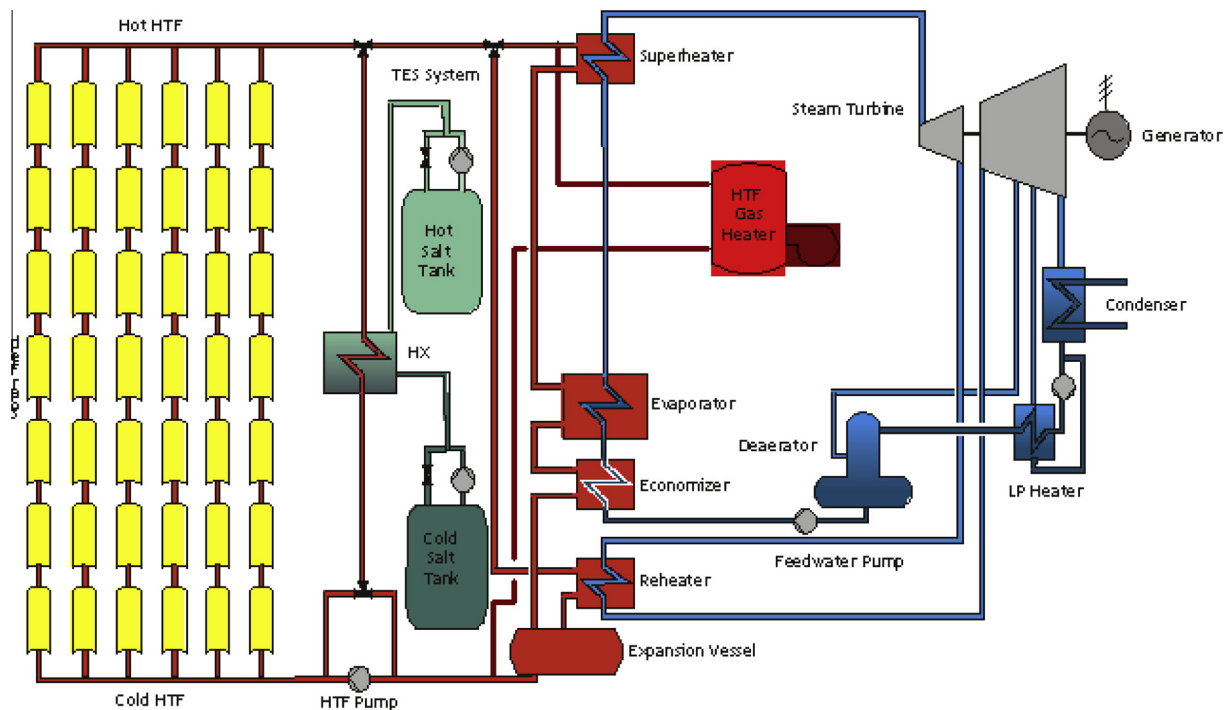 Hot HTF
TES System
Superheater
Steam Turbine
Generator
HTF
Gas
Heater
Hot
Salt
Tank
Condenser
HX
Evaporator
Deaerator
Economizer
LP Heater
Cold
Salt
Tank
Feedwater Pump
Reheater
Expansion Vessel
Cold HTF
HTF Pump